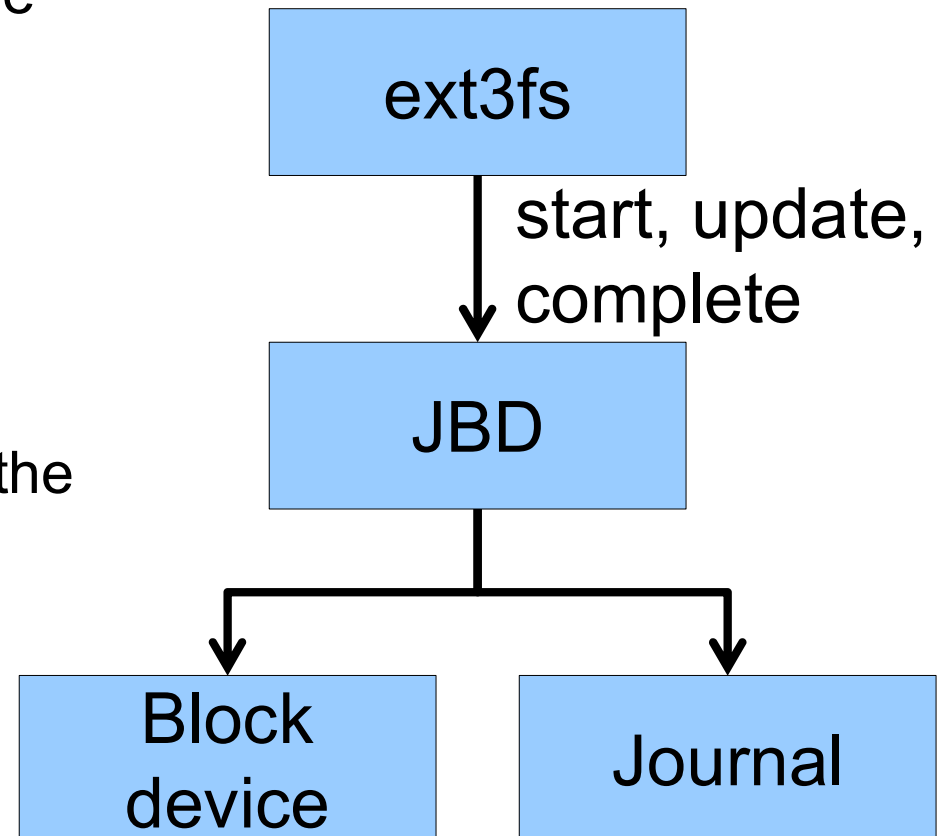 ext3fs
start, update,
complete
JBD
the
Block
device
Journal